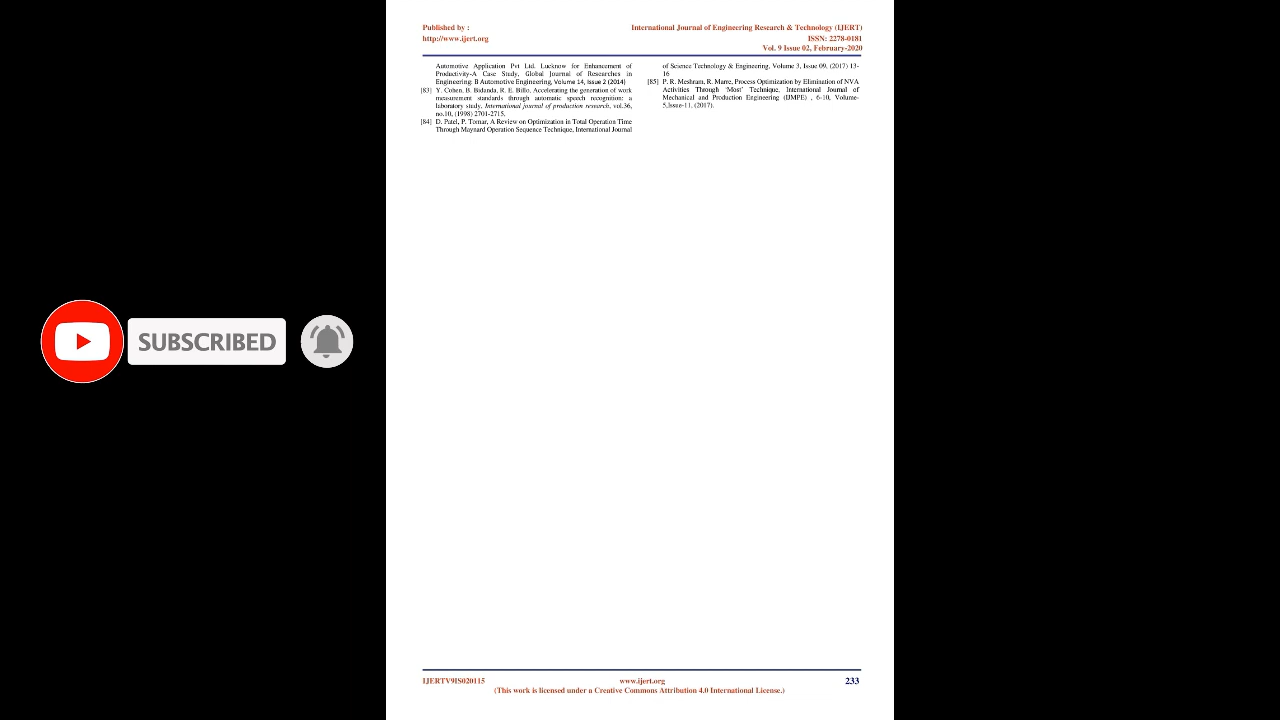 Published by :
http://www.ijert.org
International Journal of Engineering Research & Technology (IJERT)
ISSN: 2278-0181
Vol. 9 Issue 02, February-2020
Automotive Application Pvt Ltd. Lucknow for Enhancement of
Productivity-A Case Study, Global Journal of Researches in
Engineering: B Automotive Engineering, Volume 14, Issue 2 (2014)
[83] Y. Cohen, B. Bidanda, R. E. Billo, Accelerating the generation of work
measurement standards through automatic speech recognition: a
laboratory study, International journal of production research, vol.36,
no.10, (1998) 2701-2715.
[84] D. Patel, P. Tomar, A Review on Optimization in Total Operation Time
Through Maynard Operation Sequence Technique, International Journal
of Science Technology & Engineering, Volume 3, Issue 09, (2017) 13-
16
[85] P. R. Meshram, R. Marre, Process Optimization by Elimination of NVA
Activities Through 'Most' Technique, International Journal of
Mechanical and Production Engineering (IJMPE) , 6-10, Volume-
5,Issue-11, (2017).
SUBSCRIBED
IJERTV9IS020115
www.ijert.org
233
(This work is licensed under a Creative Commons Attribution 4.0 International License.)